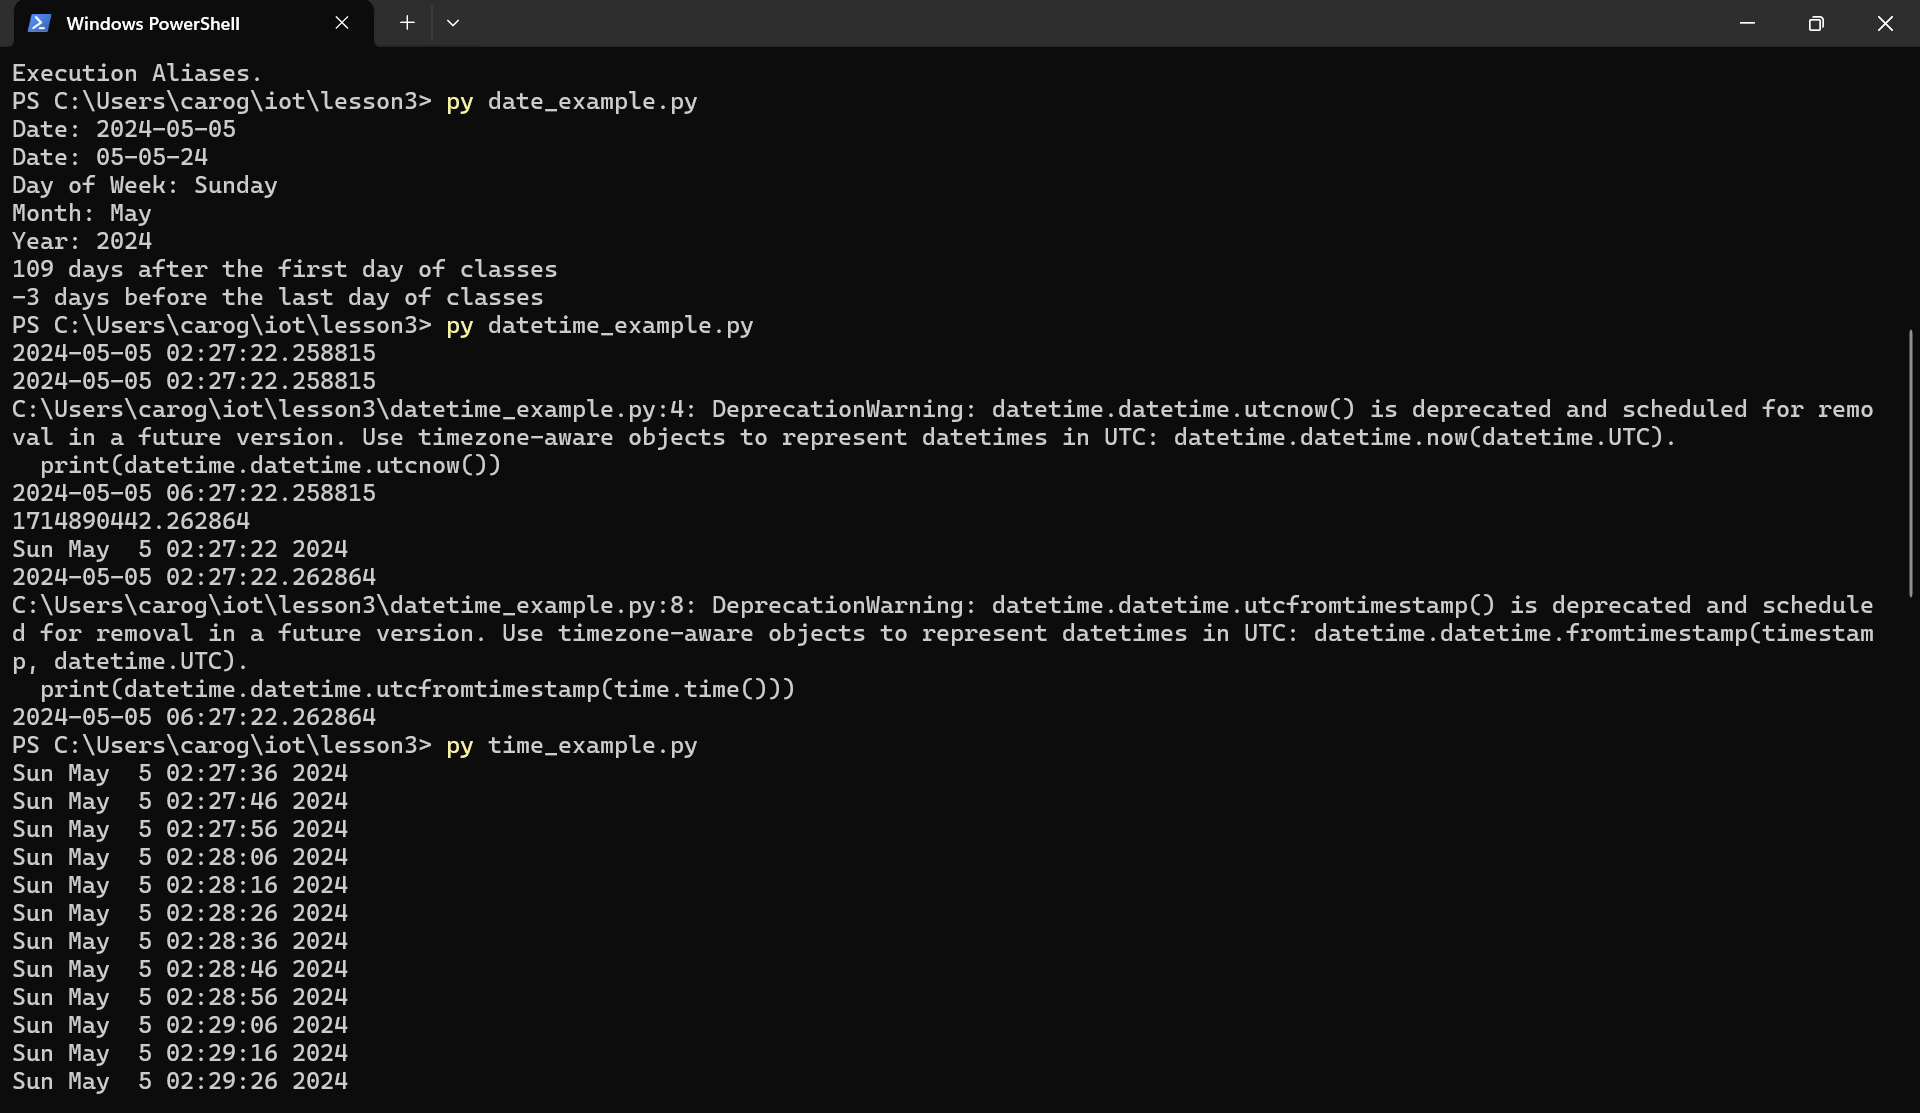 Windows PowerShell
Execution Aliases.
PS C:\Users\carog\iot\lesson3> py date_example.py
Date: 2024-05-05
Date: 05-05-24
Day of Week: Sunday
Month: May
Year: 2024
109 days after the first day of classes
-3 days before the last day of classes
PS C:\Users\carog\iot\lesson3> py datetime_example.py
2024-05-05 02:27:22.258815
2024-05-05 02:27:22.258815
C:\Users\carog\iot\lesson3\datetime_example.py:4: DeprecationWarning: datetime.datetime.utcnow() is deprecated and scheduled for remo
val in a future version. Use timezone-aware objects to represent datetimes in UTC: datetime.datetime.now(datetime.UTC).
  print(datetime.datetime.utcnow())
2024-05-05 06:27:22.258815
1714890442.262864
Sun May  5 02:27:22 2024
2024-05-05 02:27:22.262864
C:\Users\carog\iot\lesson3\datetime_example.py:8: DeprecationWarning: datetime.datetime.utcfromtimestamp() is deprecated and schedule
d for removal in a future version. Use timezone-aware objects to represent datetimes in UTC: datetime.datetime.fromtimestamp(timestam
p, datetime.UTC).
  print(datetime.datetime.utcfromtimestamp(time.time()))
2024-05-05 06:27:22.262864
PS C:\Users\carog\iot\lesson3> py time_example.py
Sun May  5 02:27:36 2024
Sun May  5 02:27:46 2024
Sun May  5 02:27:56 2024
Sun May  5 02:28:06 2024
Sun May  5 02:28:16 2024
Sun May  5 02:28:26 2024
Sun May  5 02:28:36 2024
Sun May  5 02:28:46 2024
Sun May  5 02:28:56 2024
Sun May  5 02:29:06 2024
Sun May  5 02:29:16 2024
Sun May  5 02:29:26 2024